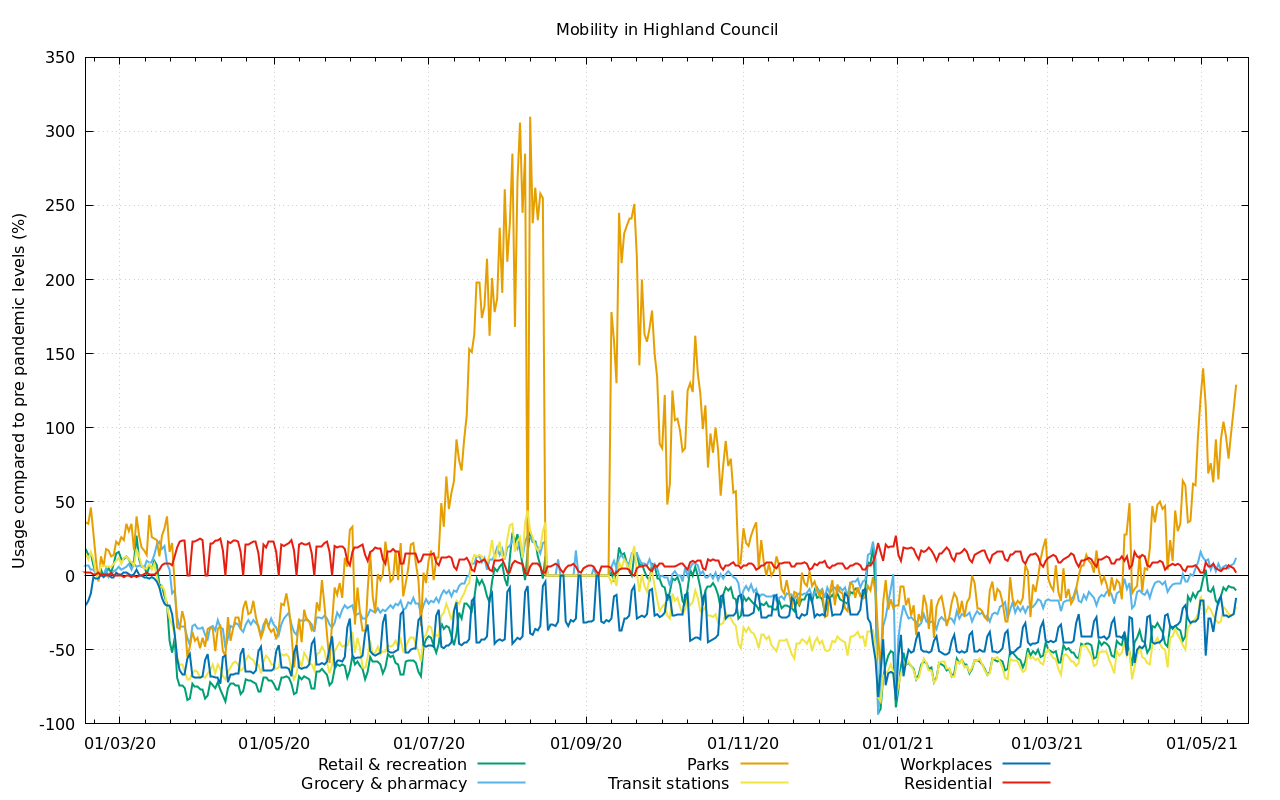 Mobility in Highland Council
350
300
250
200
150
100
50
0
-50
-100
Usage compared to pre pandemic levels (%)
01/03/20 01/05/20 01/07/20 01/09/20 01/11/20 01/01/21 01/03/21 01/05/21
Retail & recreation Parks Workplaces
Grocery & pharmacy Transit stations Residential